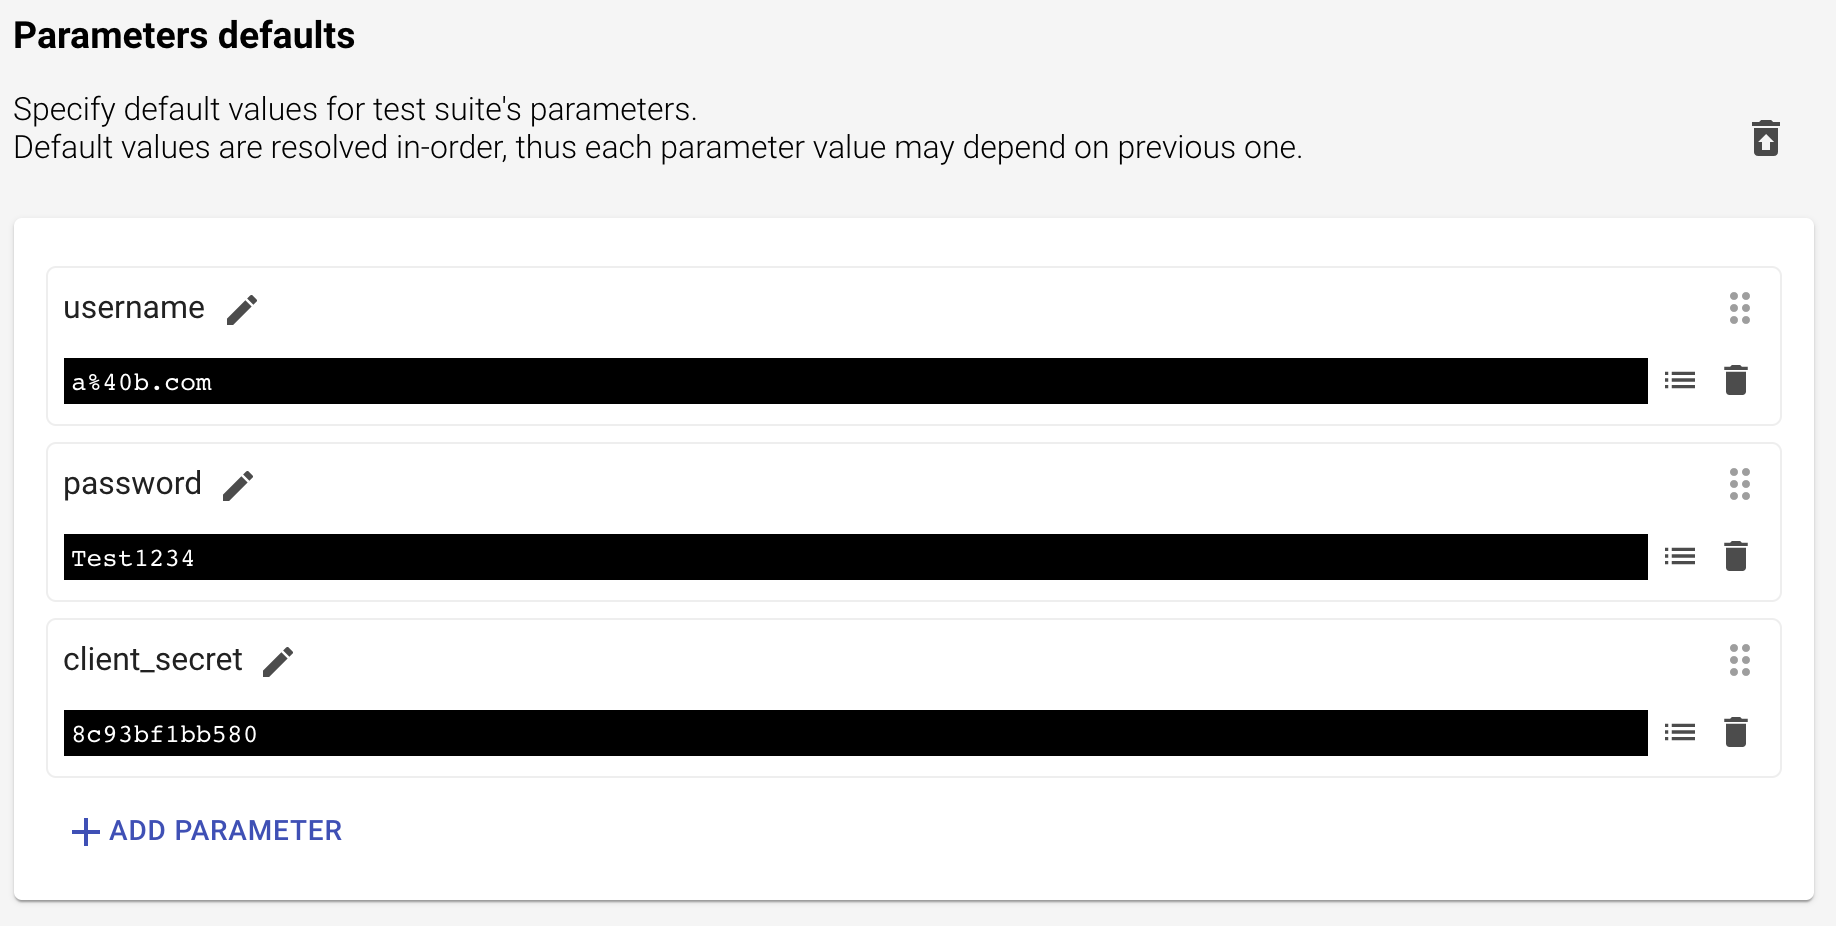 Parameters defaults
Specify default values for test suite's parameters.
Default values are resolved in-order, thus each parameter value may depend on previous one.
username
a%40b.com
password
Test1234
client_secret
8c93bf1bb580
ADD PARAMETER